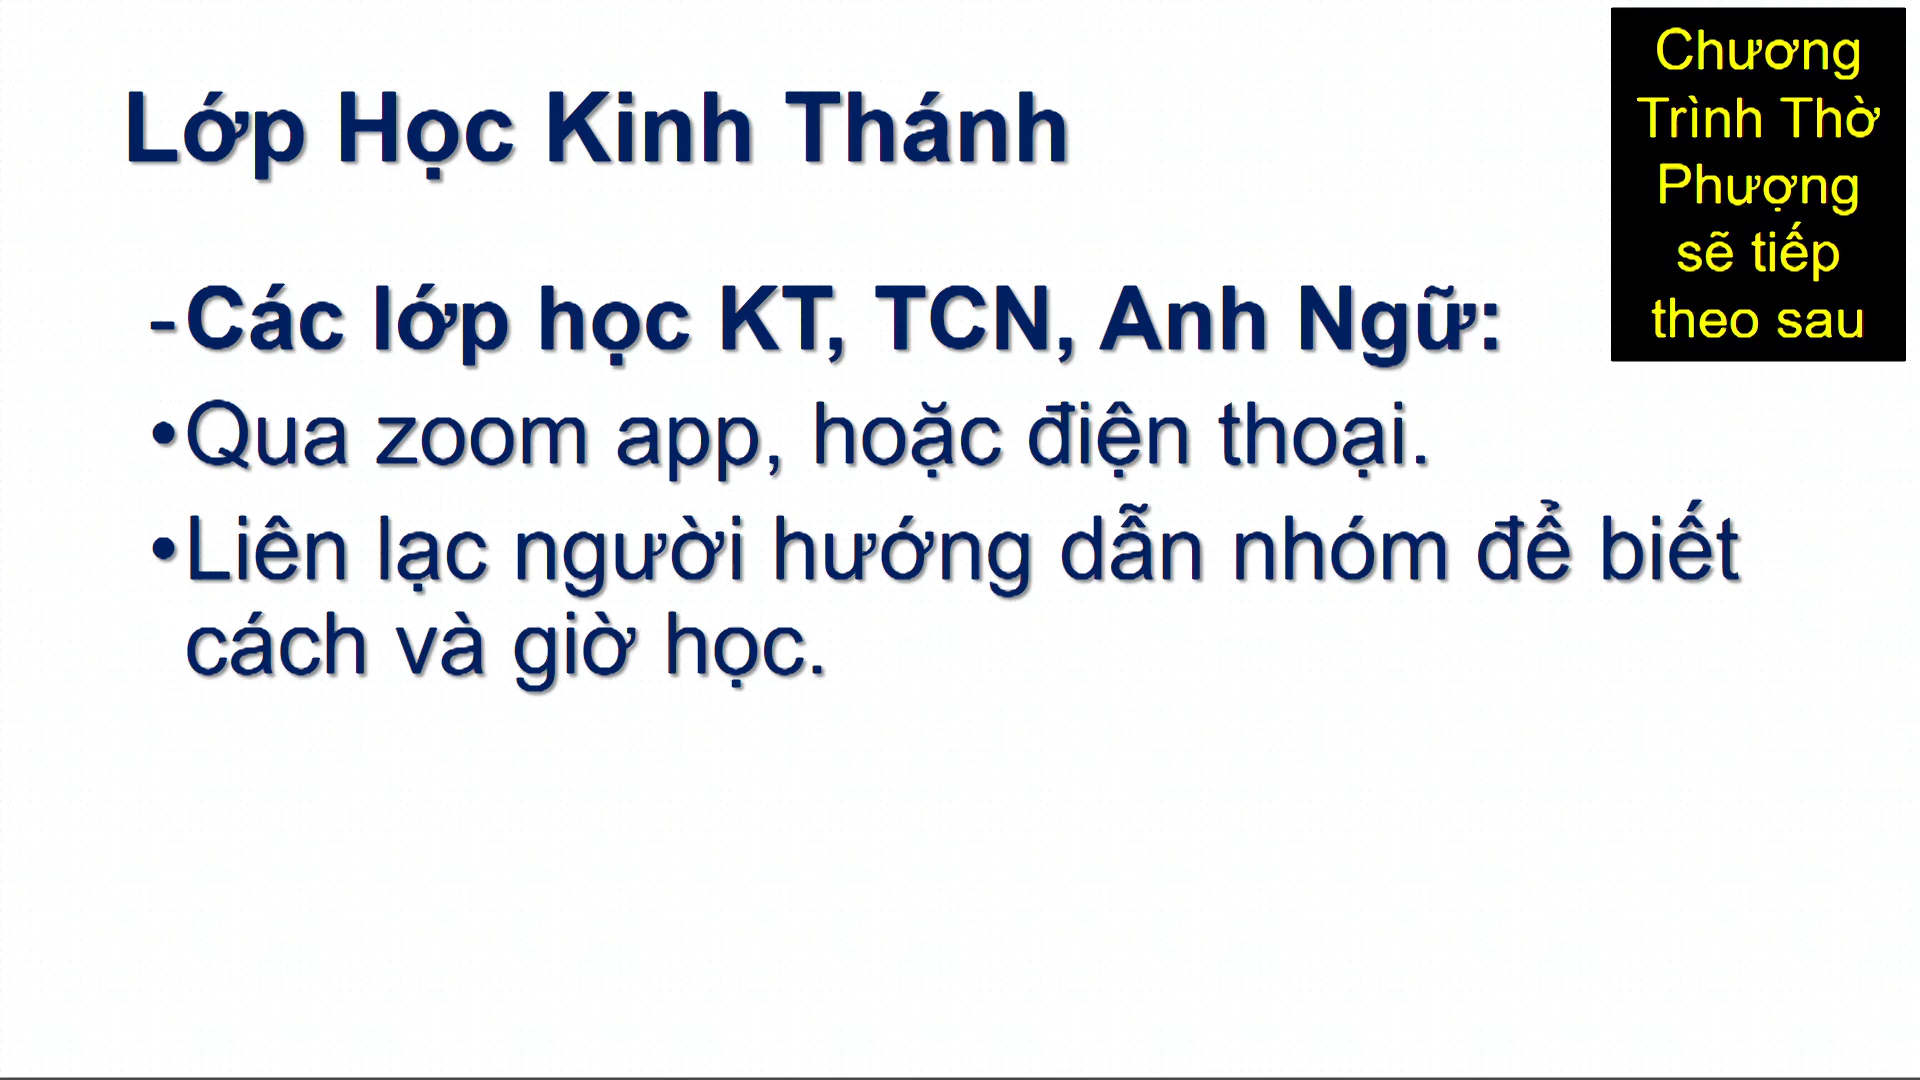 Lớp Học Kinh Thánh
-Các lớp học KT, TCN, Anh Ngữ:
•Qua zoom app, hoặc điện thoại.
•Liên lạc người hướng dẫn nhóm để biết
cách và giờ học.
Chương
Trình Thờ
Phượng
sẽ tiếp
theo sau